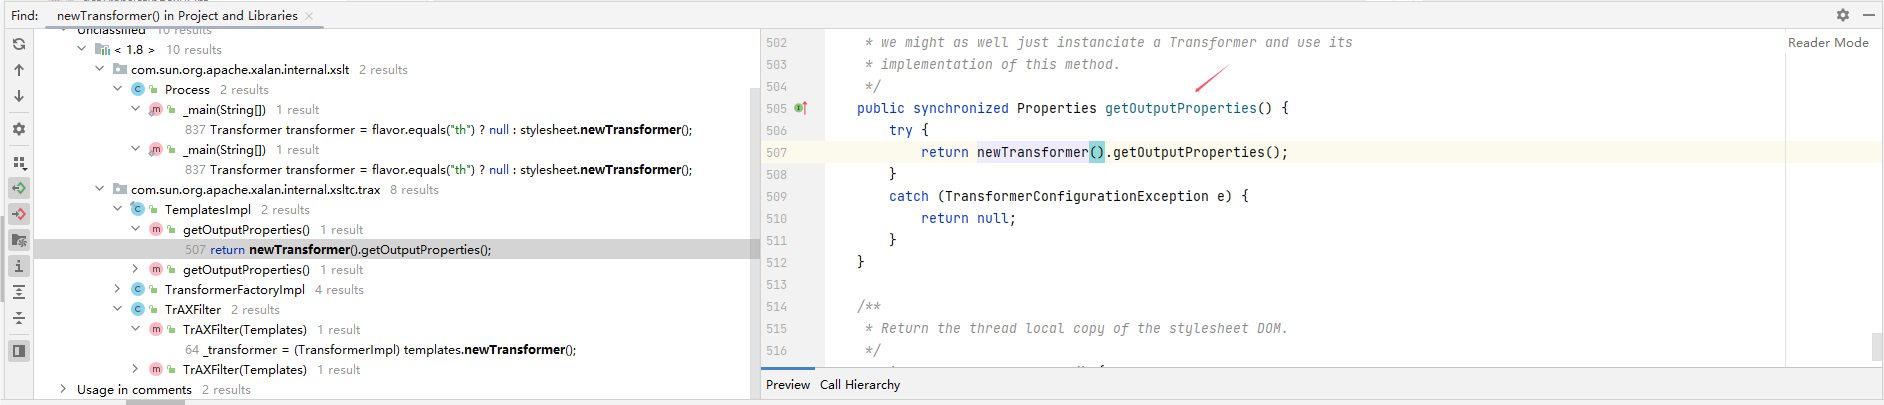 Find: newTransformer() in Project and Libraries
Unclassified 10 results
< 1.8 > 10 results
com.sun.org.apache.xalan.internal.xslt 2 results
Process 2 results
_main(String[]) 1 result
837 Transformer transformer = flavor.equals("th") ? null : stylesheet.newTransformer();
_main(String[]) 1 result
837 Transformer transformer = flavor.equals("th") ? null : stylesheet.newTransformer();
com.sun.org.apache.xalan.internal.xsltc.trax 8 results
TemplatesImpl 2 results
getOutputProperties() 1 result
507 return newTransformer().getOutputProperties();
getOutputProperties() 1 result
TransformerFactoryImpl 4 results
TrAXFilter 2 results
TrAXFilter(Templates) 1 result
64 _transformer = (TransformerImpl) templates.newTransformer();
TrAXFilter(Templates) 1 result
Usage in comments 2 results
Reader Mode
502 * we might as well just instanciate a Transformer and use its
503 * implementation of this method.
504 */
505 public synchronized Properties getOutputProperties() {
506 try {
507 return newTransformer().getOutputProperties();
508 }
509 catch (TransformerConfigurationException e) {
510 return null;
511 }
512 }
513
514 /**
515 * Return the thread local copy of the stylesheet DOM.
516 */
Preview Call Hierarchy